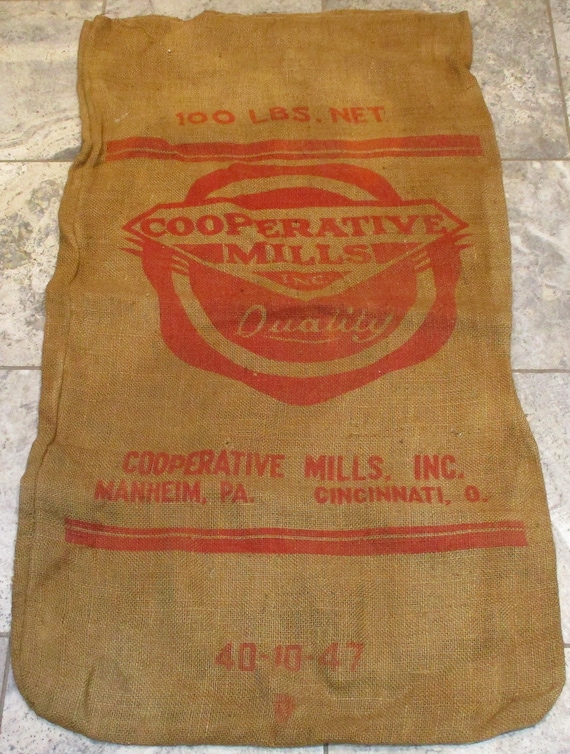 100 LBS. NET
COOPERATIVE
MILLS
INC
Quality
COOPERATIVE MILLS, INC.
MANHEIM, PA. CINCINNATI, O.
40-10-47